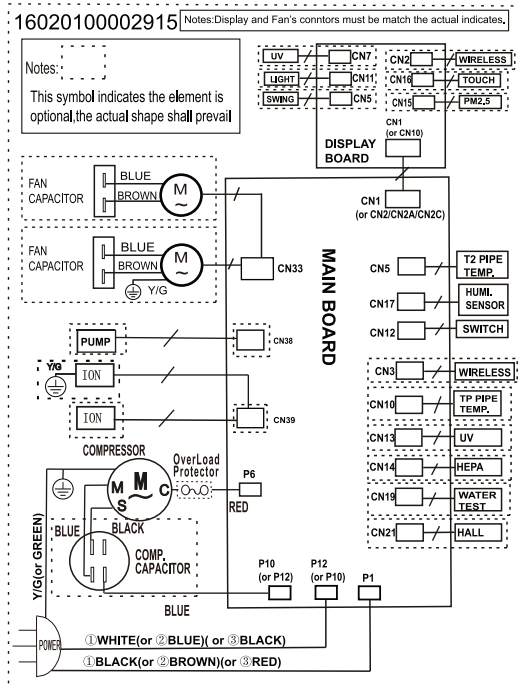 16020100002915
Notes:Display and Fan's conntors must be match the actual indicates.
Notes:
This symbol indicates the element is
optional,the actual shape shall prevail
UV
CN7
LIGHT
CN11
SWING
CN5
CN2
WIRELESS
CN16
TOUCH
CN15
PM2,5
CN1
(or CN10)
DISPLAY
BOARD
CN1
(or CN2/CN2A/CN2C)
MAIN BOARD
FAN
CAPACITOR
BLUE
BROWN
M
~
FAN
CAPACITOR
BLUE
BROWN
Y/G
M
~
CN33
PUMP
CN38
Y/G
ION
ION
CN39
CN5
T2 PIPE
TEMP.
CN17
HUMI.
SENSOR
CN12
SWITCH
CN3
WIRELESS
CN10
TP PIPE
TEMP.
CN13
UV
CN14
HEPA
CN19
WATER
TEST
CN21
HALL
COMPRESSOR
M
M
C
~
S
OverLoad
Protector
P6
RED
BLUE
BLACK
COMP.
CAPACITOR
BLUE
Y/G(or GREEN)
P10
(or P12)
P12
(or P10)
P1
POWER
①WHITE(or ②BLUE)( or ③BLACK)
①BLACK(or ②BROWN)(or ③RED)